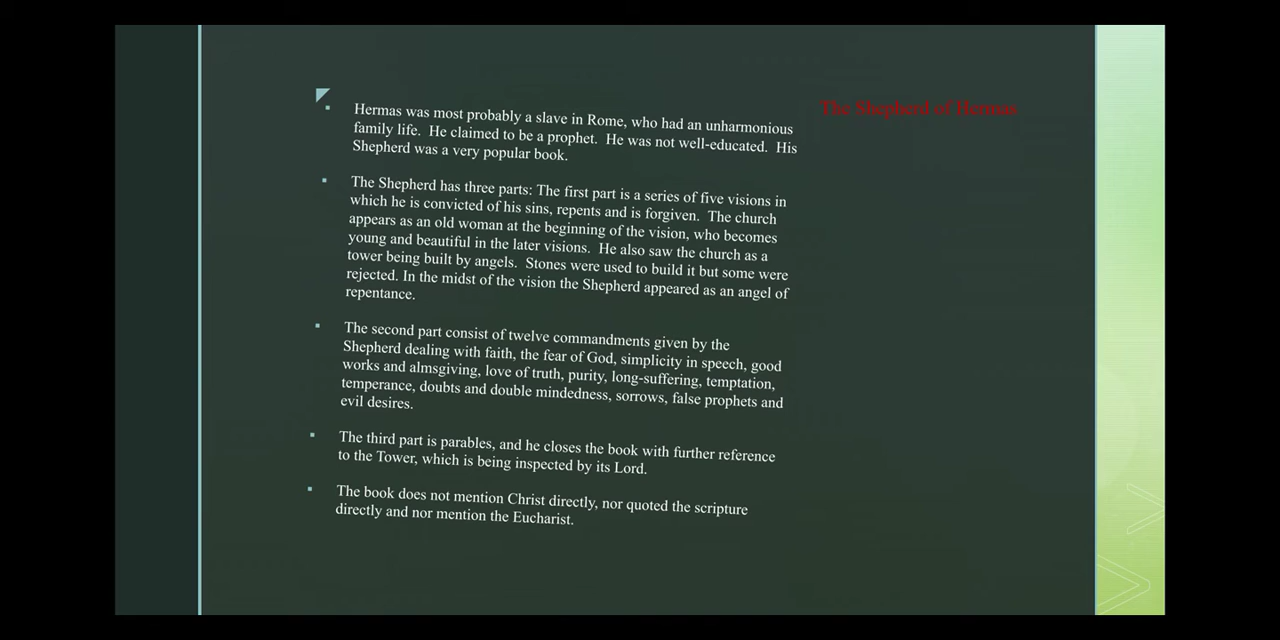 The Shepherd of Hermas
Hermas was most probably a slave in Rome, who had an unharmonious
family life. He claimed to be a prophet. He was not well-educated. His
Shepherd was a very popular book.
The Shepherd has three parts: The first part is a series of five visions in
which he is convicted of his sins, repents and is forgiven. The church
appears as an old woman at the beginning of the vision, who becomes
young and beautiful in the later visions. He also saw the church as a
tower being built by angels. Stones were used to build it but some were
rejected. In the midst of the vision the Shepherd appeared as an angel of
repentance.
The second part consist of twelve commandments given by the
Shepherd dealing with faith, the fear of God, simplicity in speech, good
works and almsgiving, love of truth, purity, long-suffering, temptation,
temperance, doubts and double mindedness, sorrows, false prophets and
evil desires.
The third part is parables, and he closes the book with further reference
to the Tower, which is being inspected by its Lord.
The book does not mention Christ directly, nor quoted the scripture
directly and nor mention the Eucharist.